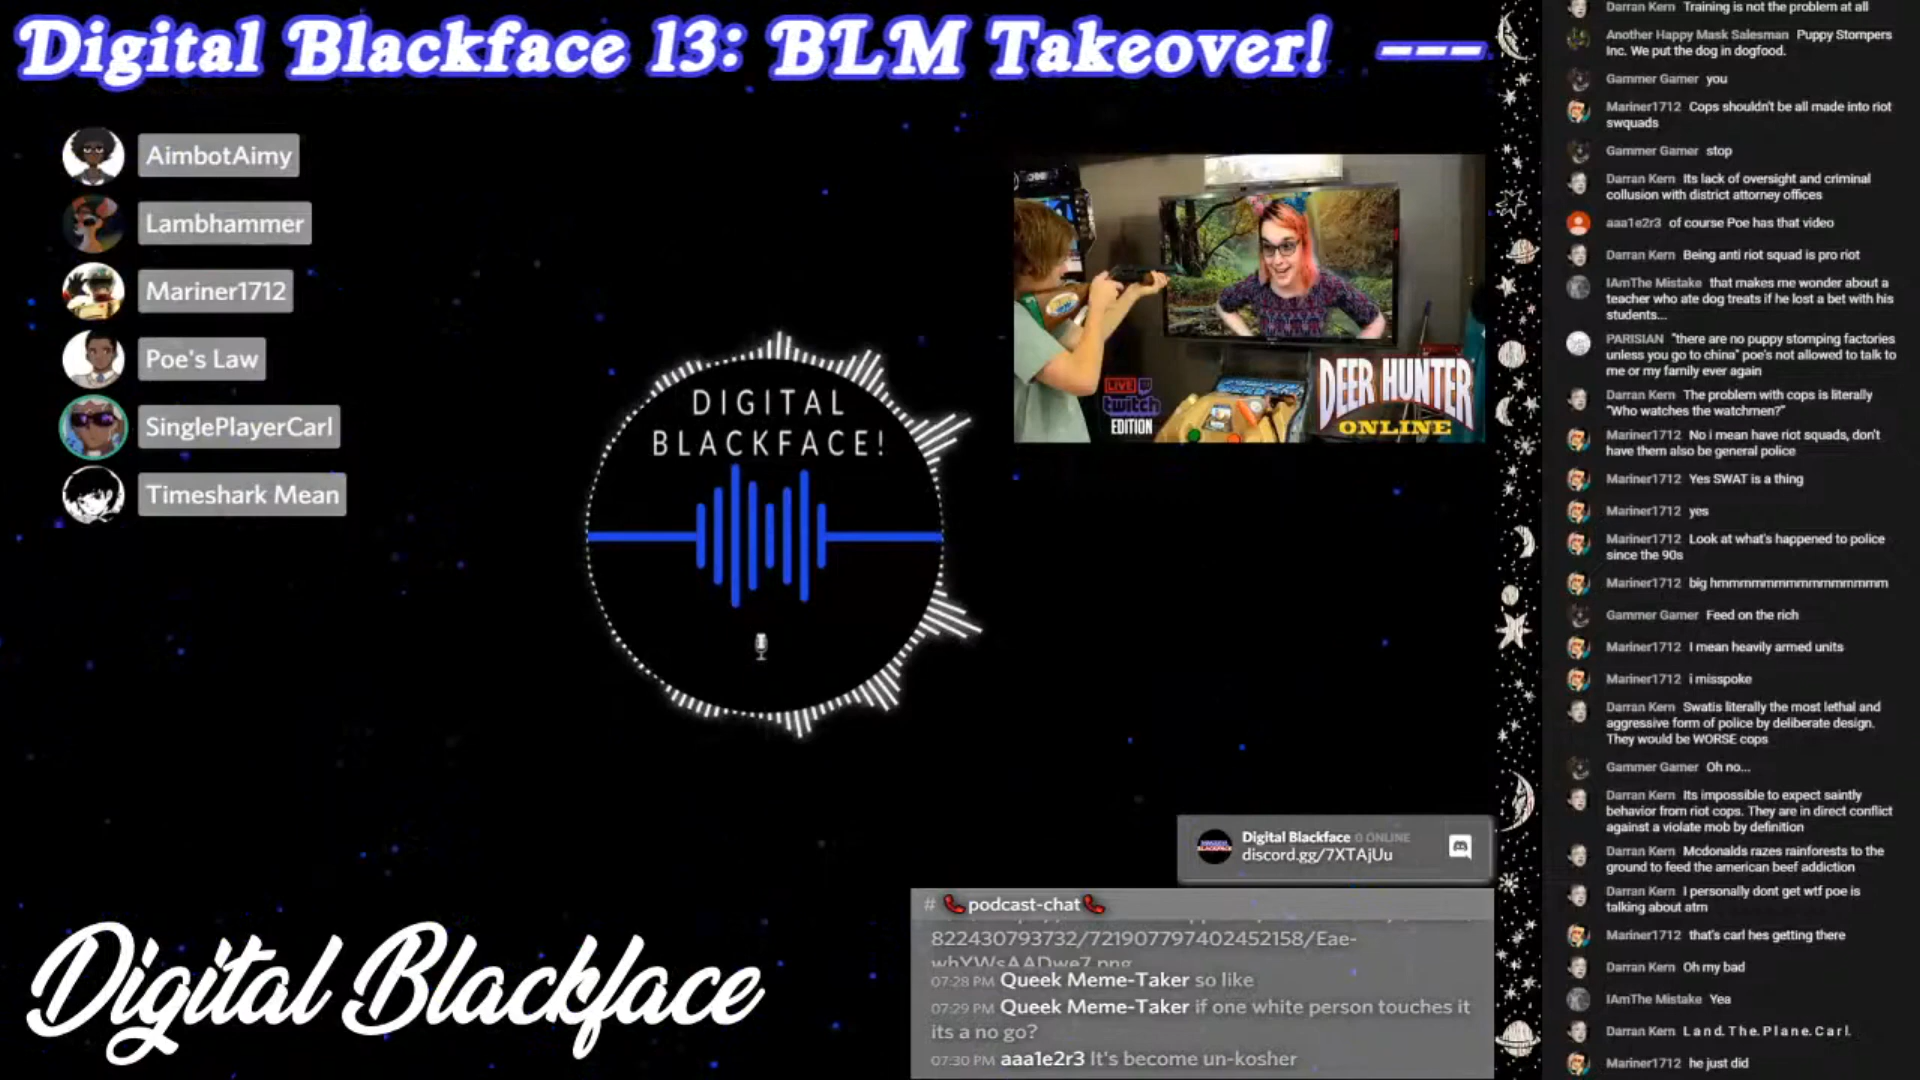 Digital Blackface 13: BLM Takeover! ---
AimbotAimy
Lambhammer
Mariner1712
Poe's Law
SinglePlayerCarl
Timeshark Mean
DIGITAL
BLACKFACE!
LIVE
twitch
EDITION
DEER HUNTER
ONLINE
Digital Blackface 0 ONLINE
discord.gg/7XTAjUu
# podcast-chat
822430793732/721907797402452158/Eae-
whYWsAADwe7.png
07:28 PM Queek Meme-Taker so like
07:29 PM Queek Meme-Taker if one white person touches it
its a no go?
07:30 PM aaa1e2r3 It's become un-kosher
Digital Blackface
Darran Kern Training is not the problem at all
Another Happy Mask Salesman Puppy Stompers
Inc. We put the dog in dogfood.
Gammer Gamer you
Mariner1712 Cops shouldn't be all made into riot
swquads
Gammer Gamer stop
Darran Kern Its lack of oversight and criminal
collusion with district attorney offices
aaa1e2r3 of course Poe has that video
Darran Kern Being anti riot squad is pro riot
IAmThe Mistake that makes me wonder about a
teacher who ate dog treats if he lost a bet with his
students...
PARISIAN "there are no puppy stomping factories
unless you go to china" poe's not allowed to talk to
me or my family ever again
Darran Kern The problem with cops is literally
"Who watches the watchmen?"
Mariner1712 No i mean have riot squads, don't
have them also be general police
Mariner1712 Yes SWAT is a thing
Mariner1712 yes
Mariner1712 Look at what's happened to police
since the 90s
Mariner1712 big hmmmmmmmmmmmmmmm
Gammer Gamer Feed on the rich
Mariner1712 I mean heavily armed units
Mariner1712 i misspoke
Darran Kern Swatis literally the most lethal and
aggressive form of police by deliberate design.
They would be WORSE cops
Gammer Gamer Oh no...
Darran Kern Its impossible to expect saintly
behavior from riot cops. They are in direct conflict
against a violate mob by definition
Darran Kern Mcdonalds razes rainforests to the
ground to feed the american beef addiction
Darran Kern I personally dont get wtf poe is
talking about atm
Mariner1712 that's carl hes getting there
Darran Kern Oh my bad
IAmThe Mistake Yea
Darran Kern L a n d. T h e. P l a n e. C a r l.
Mariner1712 he just did